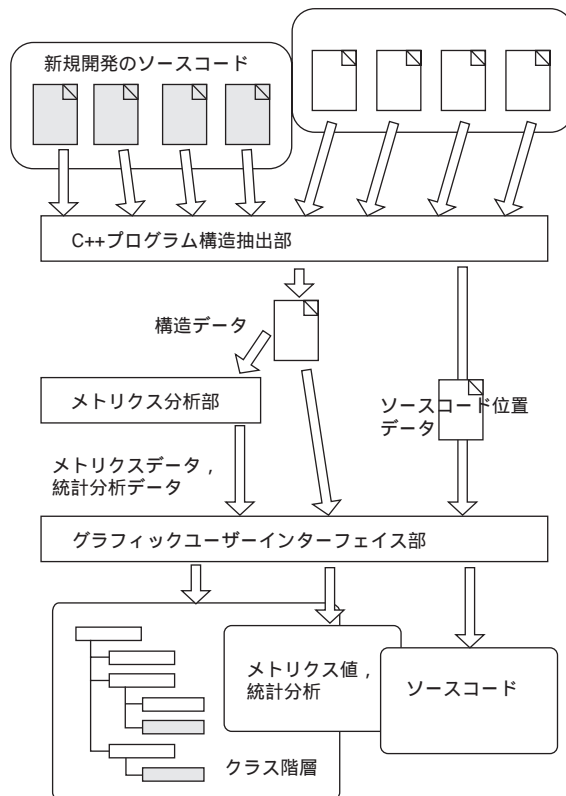 新規開発のソースコード
C++プログラム構造抽出部
構造データ
メトリクス分析部
ソースコード位置
データ
メトリクスデータ，
統計分析データ
グラフィックユーザーインターフェイス部
メトリクス値，
統計分析
ソースコード
クラス階層